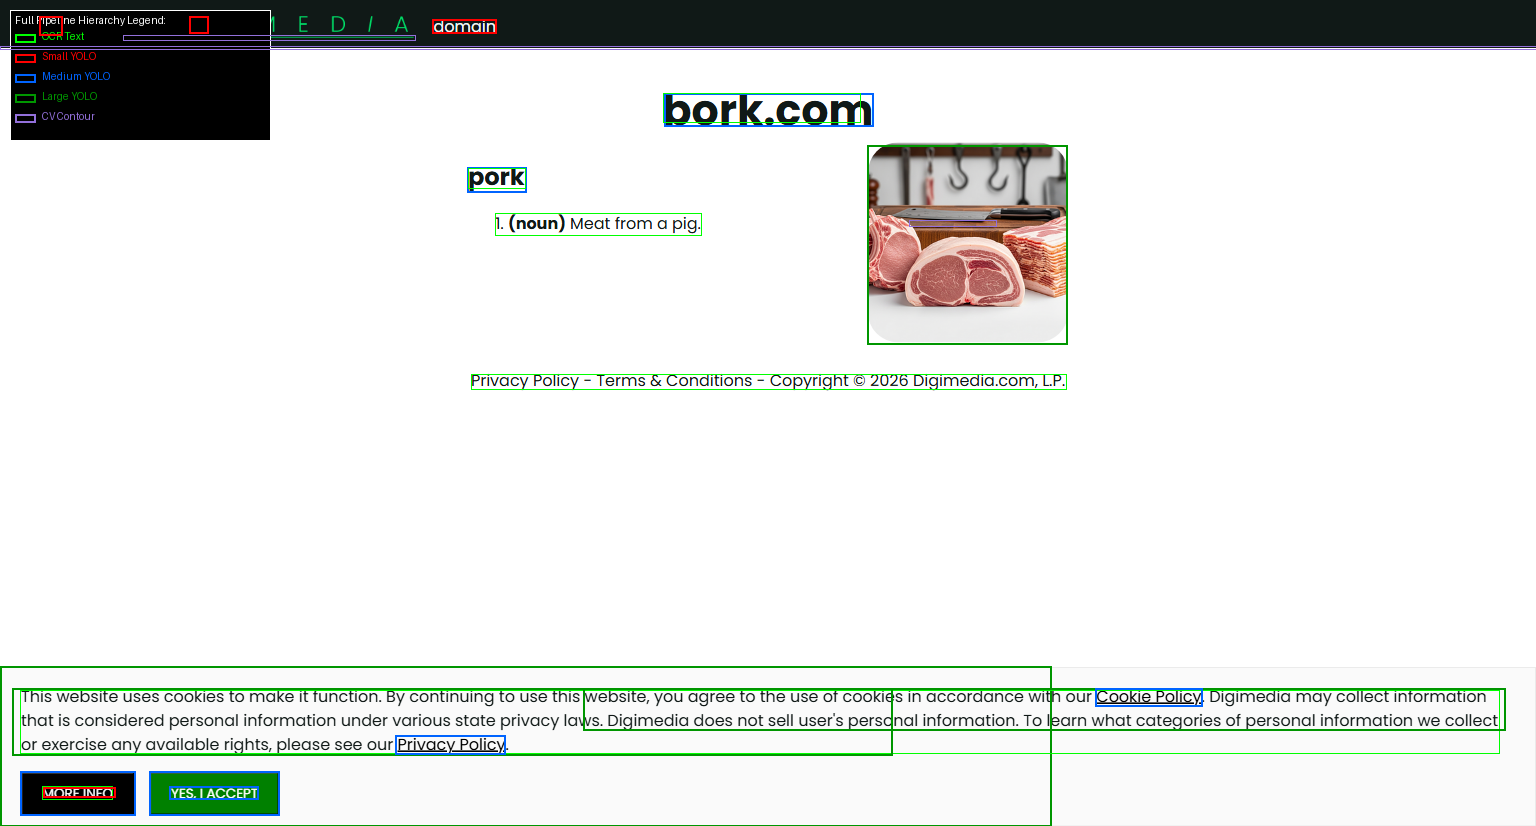 Full Pipeline Hierarchy Legend:
OCR Text
Small YOLO
Medium YOLO
Large YOLO
CV Contour
MEDIA
domain
bork.com
pork
1. (noun) Meat from a pig.
Privacy Policy - Terms & Conditions - Copyright © 2026 Digimedia.com, L.P.
This website uses cookies to make it function. By continuing to use this website, you agree to the use of cookies in accordance with our Cookie Policy. Digimedia may collect information
that is considered personal information under various state privacy laws. Digimedia does not sell user's personal information. To learn what categories of personal information we collect
or exercise any available rights, please see our Privacy Policy.
MORE INFO
YES, I ACCEPT